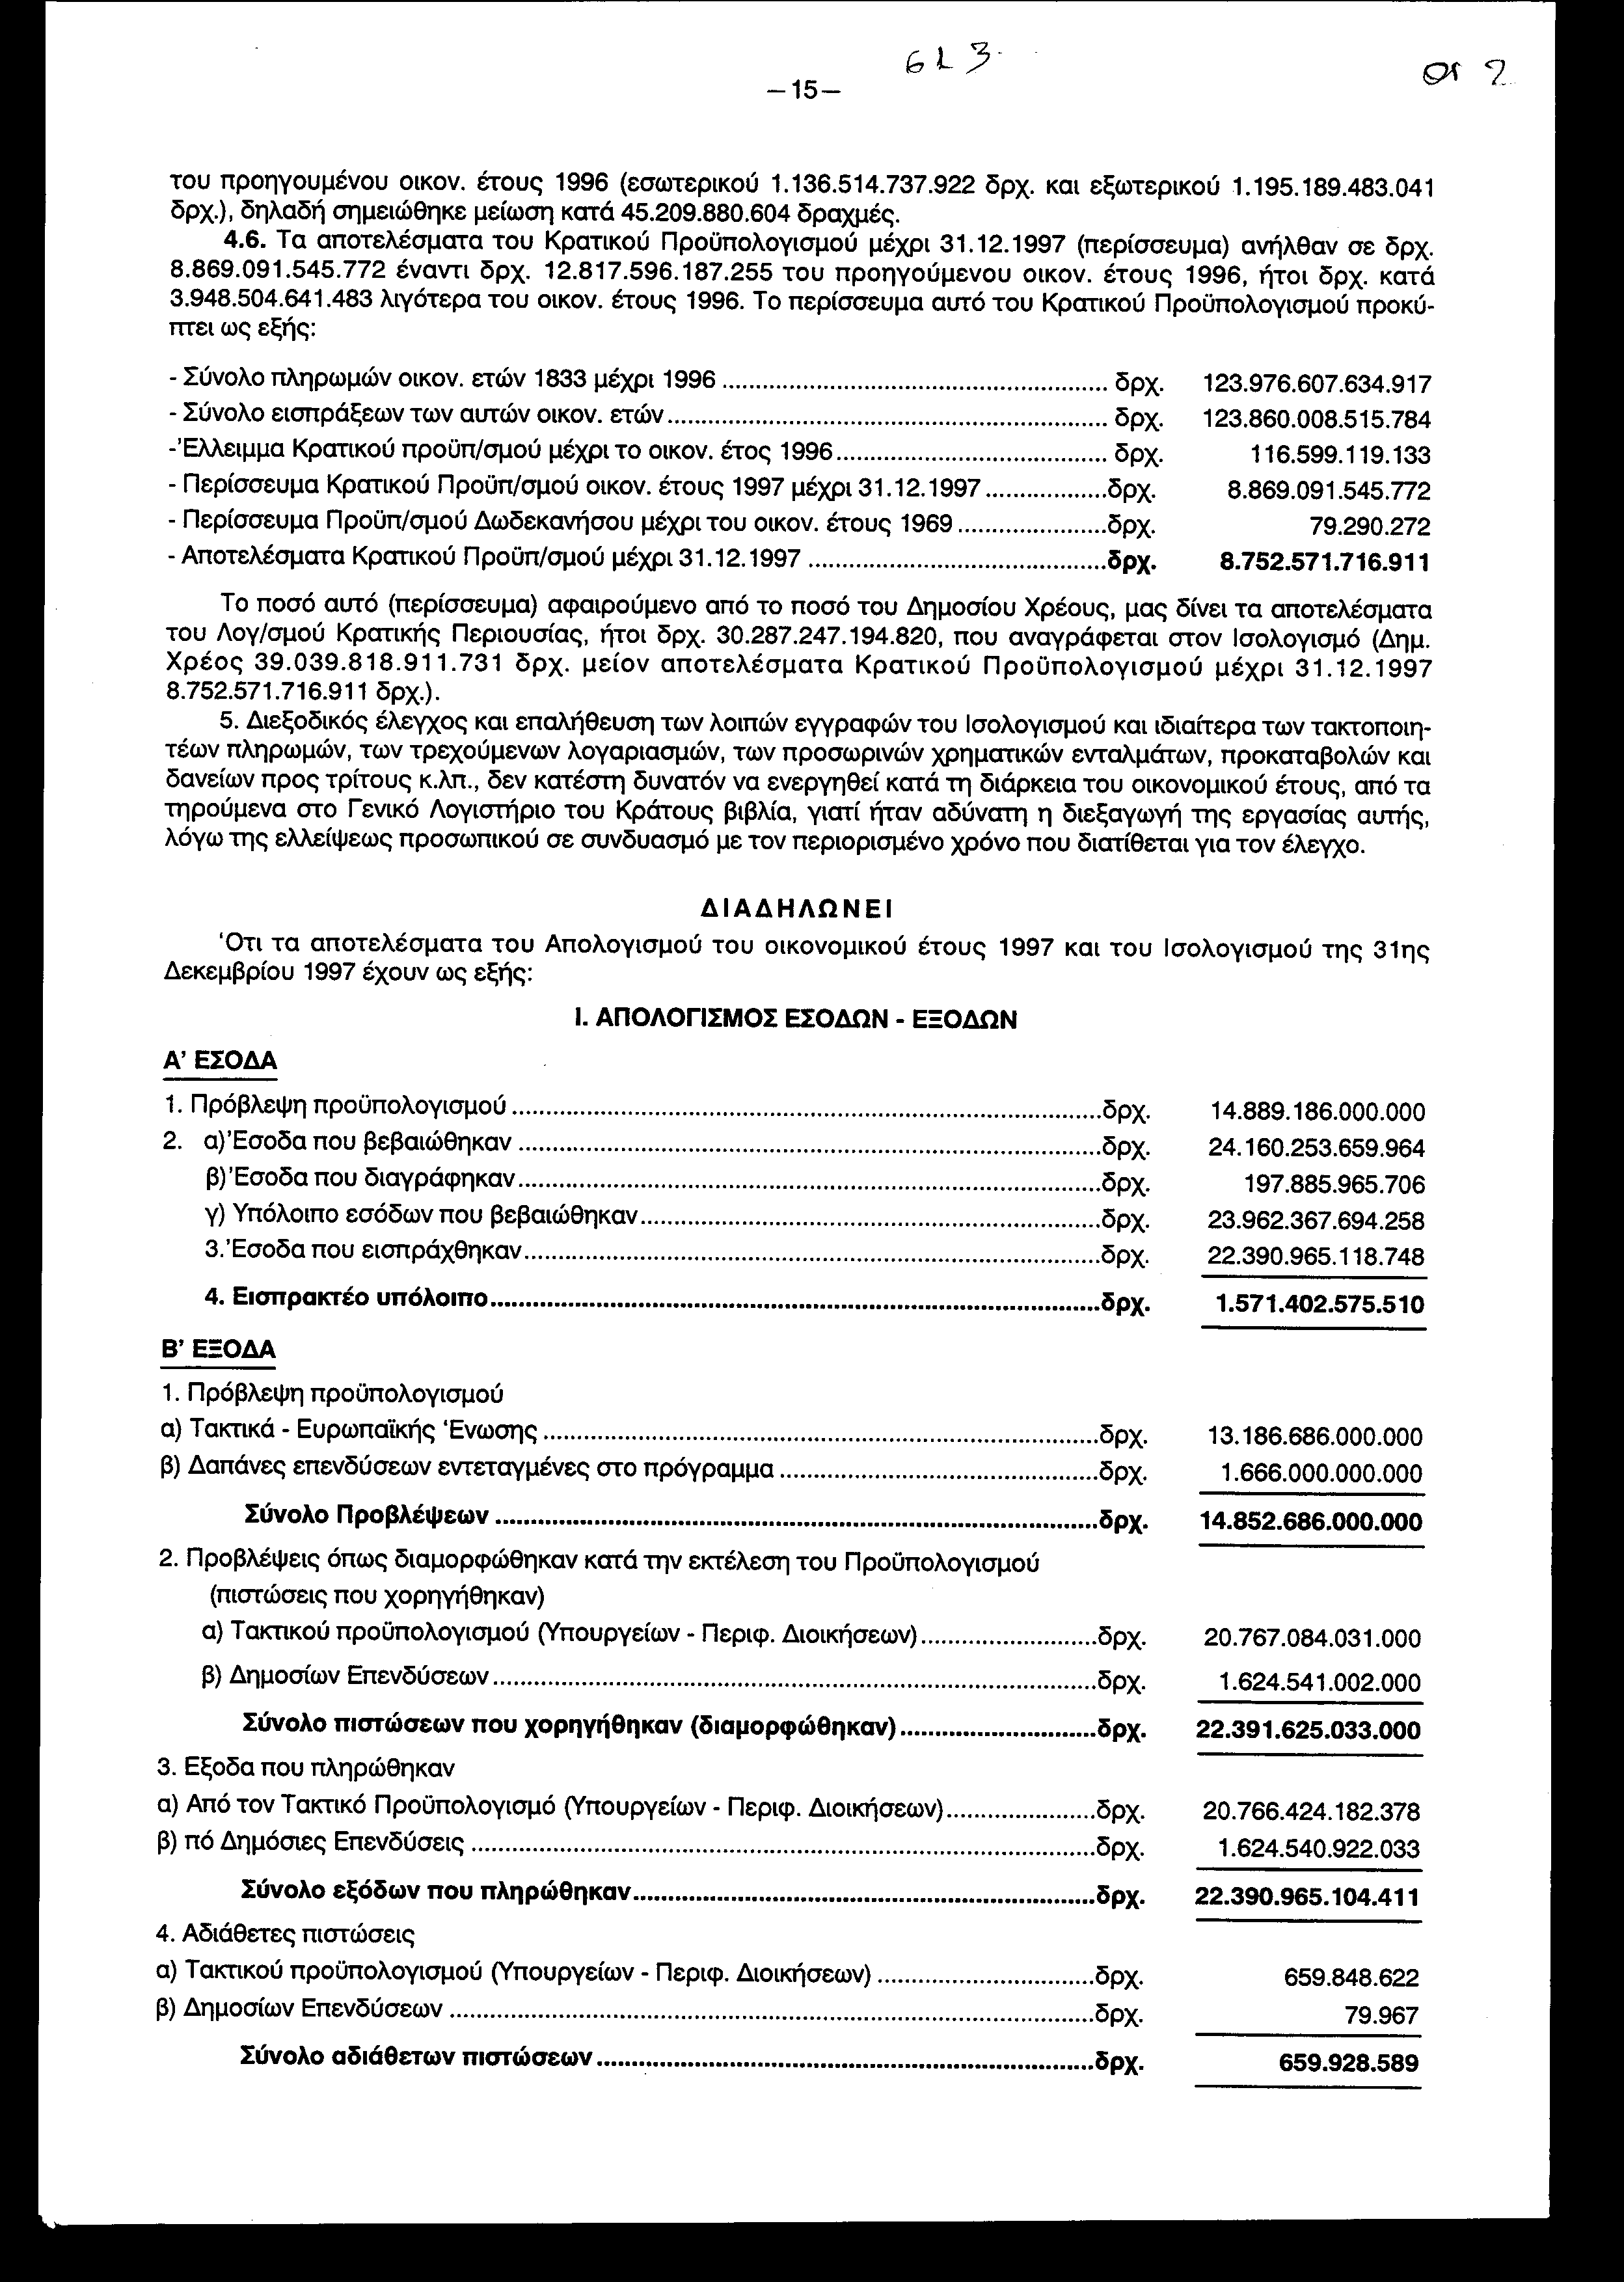 613
–15–
του προηγουμένου οικον. έτους 1996 (εσωτερικού 1.136.514.737.922 δρχ. και εξωτερικού 1.195.189.483.041
δρχ.), δηλαδή σημειώθηκε μείωση κατά 45.209.880.604 δραχμές.
4.6. Τα αποτελέσματα του Κρατικού Προϋπολογισμού μέχρι 31.12.1997 (περίσσευμα) ανήλθαν σε δρχ.
8.869.091.545.772 έναντι δρχ. 12.817.596.187.255 του προηγούμενου οικον. έτους 1996, ήτοι δρχ. κατά
3.948.504.641.483 λιγότερα του οικον. έτους 1996. Το περίσσευμα αυτό του Κρατικού Προϋπολογισμού προκύ-
πτει ως εξής:
- Σύνολο πληρωμών οικον. ετών 1833 μέχρι 1996 ........ δρχ. 123.976.607.634.917
- Σύνολο εισπράξεων των αυτών οικον. ετών ........ δρχ. 123.860.008.515.784
-Έλλειμμα Κρατικού προϋπ/σμού μέχρι το οικον. έτος 1996 ........ δρχ. 116.599.119.133
- Περίσσευμα Κρατικού Προϋπ/σμού οικον. έτους 1997 μέχρι 31.12.1997 ........ δρχ. 8.869.091.545.772
- Περίσσευμα Προϋπ/σμού Δωδεκανήσου μέχρι του οικον. έτους 1969 ........ δρχ. 79.290.272
- Αποτελέσματα Κρατικού Προϋπ/σμού μέχρι 31.12.1997 ........ δρχ. 8.752.571.716.911
Το ποσό αυτό (περίσσευμα) αφαιρούμενο από το ποσό του Δημοσίου Χρέους, μας δίνει τα αποτελέσματα
του Λογ/σμού Κρατικής Περιουσίας, ήτοι δρχ. 30.287.247.194.820, που αναγράφεται στον Ισολογισμό (Δημ.
Χρέος 39.039.818.911.731 δρχ. μείον αποτελέσματα Κρατικού Προϋπολογισμού μέχρι 31.12.1997
8.752.571.716.911 δρχ.).
5. Διεξοδικός έλεγχος και επαλήθευση των λοιπών εγγραφών του Ισολογισμού και ιδιαίτερα των τακτοποιη-
τέων πληρωμών, των τρεχούμενων λογαριασμών, των προσωρινών χρηματικών ενταλμάτων, προκαταβολών και
δανείων προς τρίτους κ.λπ., δεν κατέστη δυνατόν να ενεργηθεί κατά τη διάρκεια του οικονομικού έτους, από τα
τηρούμενα στο Γενικό Λογιστήριο του Κράτους βιβλία, γιατί ήταν αδύνατη η διεξαγωγή της εργασίας αυτής,
λόγω της ελλείψεως προσωπικού σε συνδυασμό με τον περιορισμένο χρόνο που διατίθεται για τον έλεγχο.
ΔΙΑΔΗΛΩΝΕΙ
Ότι τα αποτελέσματα του Απολογισμού του οικονομικού έτους 1997 και του Ισολογισμού της 31ης
Δεκεμβρίου 1997 έχουν ως εξής:
Ι. ΑΠΟΛΟΓΙΣΜΟΣ ΕΣΟΔΩΝ - ΕΞΟΔΩΝ
Α' ΕΣΟΔΑ
1. Πρόβλεψη προϋπολογισμού ........ δρχ. 14.889.186.000.000
2. α) Έσοδα που βεβαιώθηκαν ........ δρχ. 24.160.253.659.964
β) Έσοδα που διαγράφηκαν ........ δρχ. 197.885.965.706
γ) Υπόλοιπο εσόδων που βεβαιώθηκαν ........ δρχ. 23.962.367.694.258
3. Έσοδα που εισπράχθηκαν ........ δρχ. 22.390.965.118.748
4. Εισπρακτέο υπόλοιπο ........ δρχ. 1.571.402.575.510
Β' ΕΞΟΔΑ
1. Πρόβλεψη προϋπολογισμού
α) Τακτικά - Ευρωπαϊκής Ένωσης ........ δρχ. 13.186.686.000.000
β) Δαπάνες επενδύσεων εντεταγμένες στο πρόγραμμα ........ δρχ. 1.666.000.000.000
Σύνολο Προβλέψεων ........ δρχ. 14.852.686.000.000
2. Προβλέψεις όπως διαμορφώθηκαν κατά την εκτέλεση του Προϋπολογισμού
(πιστώσεις που χορηγήθηκαν)
α) Τακτικού προϋπολογισμού (Υπουργείων - Περιφ. Διοικήσεων) ........ δρχ. 20.767.084.031.000
β) Δημοσίων Επενδύσεων ........ δρχ. 1.624.541.002.000
Σύνολο πιστώσεων που χορηγήθηκαν (διαμορφώθηκαν) ........ δρχ. 22.391.625.033.000
3. Εξοδα που πληρώθηκαν
α) Από τον Τακτικό Προϋπολογισμό (Υπουργείων - Περιφ. Διοικήσεων) ........ δρχ. 20.766.424.182.378
β) πό Δημόσιες Επενδύσεις ........ δρχ. 1.624.540.922.033
Σύνολο εξόδων που πληρώθηκαν ........ δρχ. 22.390.965.104.411
4. Αδιάθετες πιστώσεις
α) Τακτικού προϋπολογισμού (Υπουργείων - Περιφ. Διοικήσεων) ........ δρχ. 659.848.622
β) Δημοσίων Επενδύσεων ........ δρχ. 79.967
Σύνολο αδιάθετων πιστώσεων ........ δρχ. 659.928.589